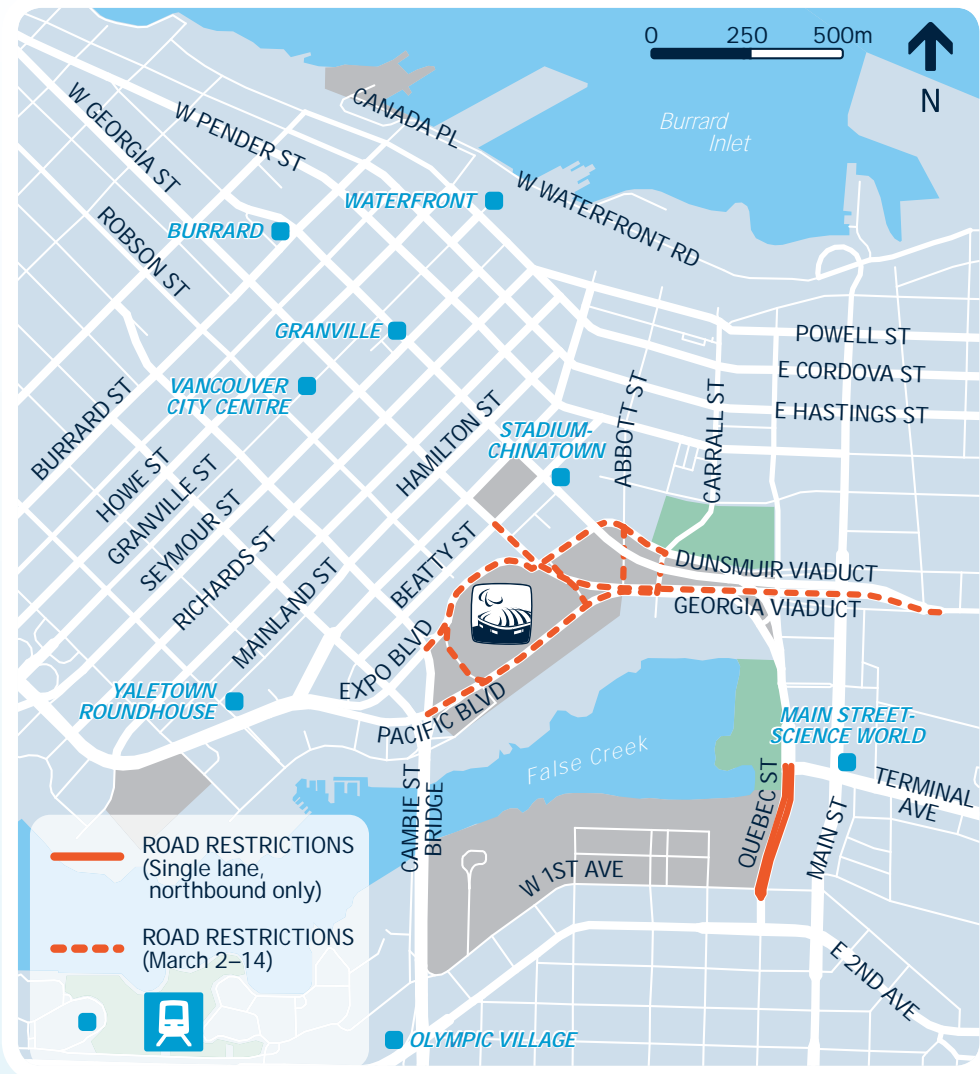 0 250 500m
N
Burrard
Inlet
CANADA PL
W GEORGIA ST
W PENDER ST
WATERFRONT
W WATERFRONT RD
BURRARD
ROBSON ST
GRANVILLE
POWELL ST
E CORDOVA ST
E HASTINGS ST
VANCOUVER
CITY CENTRE
BURRARD ST
HAMILTON ST
STADIUM-
CHINATOWN
ABBOTT ST
CARRALL ST
HOWE ST
GRANVILLE ST
SEYMOUR ST
RICHARDS ST
MAINLAND ST
BEATTY ST
DUNSMUIR VIADUCT
GEORGIA VIADUCT
EXPO BLVD
PACIFIC BLVD
YALETOWN
ROUNDHOUSE
False Creek
MAIN STREET-
SCIENCE WORLD
CAMBIE ST
BRIDGE
QUEBEC ST
MAIN ST
TERMINAL
AVE
W 1ST AVE
E 2ND AVE
ROAD RESTRICTIONS
(Single lane,
northbound only)
ROAD RESTRICTIONS
(March 2–14)
OLYMPIC VILLAGE